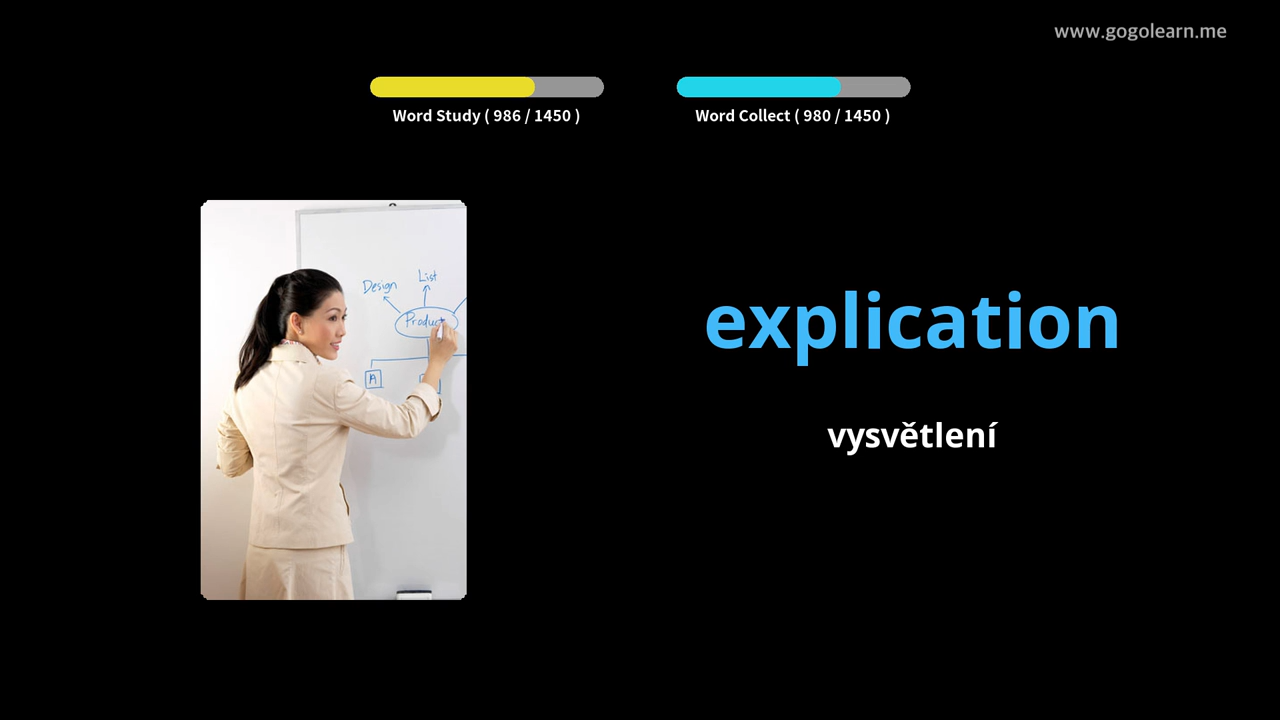 www.gogolearn.me
Word Study ( 986 / 1450 )
Word Collect ( 980 / 1450 )
List
Design
Product
A
explication
vysvětlení